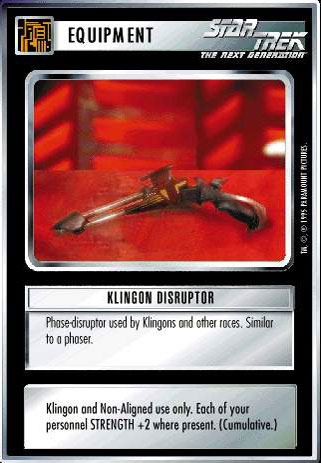 EQUIPMENT
STAR TREK
THE NEXT GENERATION
TM, ©, © 1995 PARAMOUNT PICTURES.
KLINGON DISRUPTOR
Phase-disruptor used by Klingons and other races. Similar
to a phaser.
Klingon and Non-Aligned use only. Each of your
personnel STRENGTH +2 where present. (Cumulative.)